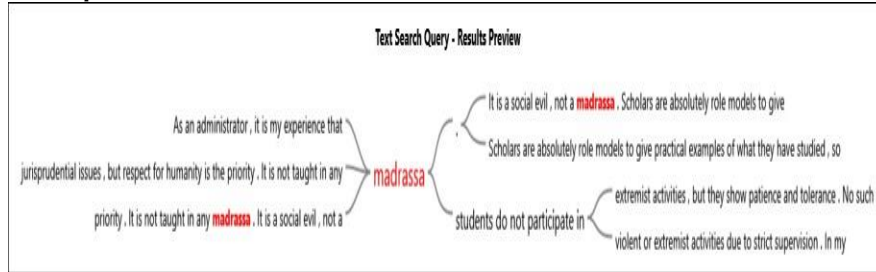 Text Search Query - Results Preview
As an administrator , it is my experience that
jurisprudential issues , but respect for humanity is the priority . It is not taught in any
priority . It is not taught in any madrassa . It is a social evil , not a
madrassa
.
It is a social evil , not a madrassa . Scholars are absolutely role models to give
Scholars are absolutely role models to give practical examples of what they have studied , so
students do not participate in
extremist activities , but they show patience and tolerance . No such
violent or extremist activities due to strict supervision . In my